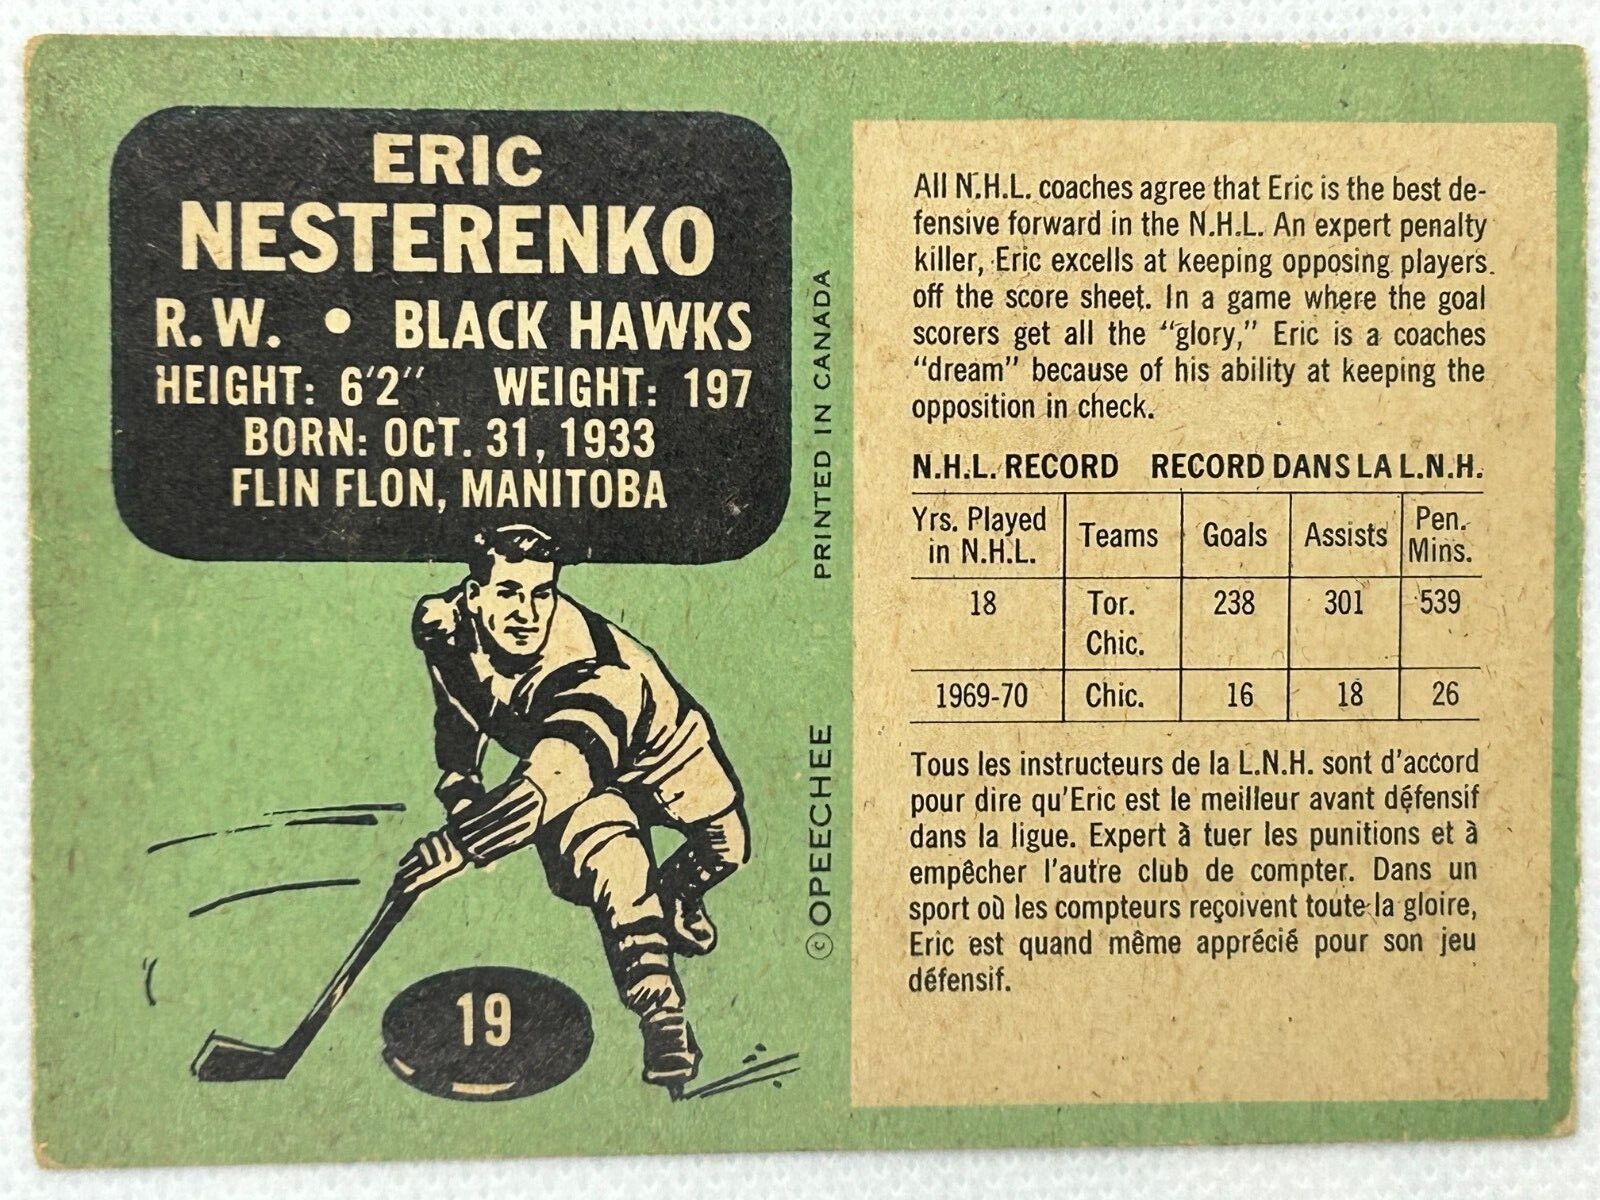 ERIC
NESTERENKO
R.W. • BLACK HAWKS
HEIGHT: 6'2" WEIGHT: 197
BORN: OCT. 31, 1933
FLIN FLON, MANITOBA
19
PRINTED IN CANADA
©OPEECHEE
All N.H.L. coaches agree that Eric is the best de-
fensive forward in the N.H.L. An expert penalty
killer, Eric excells at keeping opposing players
off the score sheet. In a game where the goal
scorers get all the "glory," Eric is a coaches
"dream" because of his ability at keeping the
opposition in check.
N.H.L. RECORD RECORD DANS LA L.N.H.
Yrs. Played in N.H.L. Teams Goals Assists Pen. Mins.
18 Tor. Chic. 238 301 539
1969-70 Chic. 16 18 26
Tous les instructeurs de la L.N.H. sont d'accord
pour dire qu'Eric est le meilleur avant défensif
dans la ligue. Expert à tuer les punitions et à
empêcher l'autre club de compter. Dans un
sport où les compteurs reçoivent toute la gloire,
Eric est quand même apprécié pour son jeu
défensif.